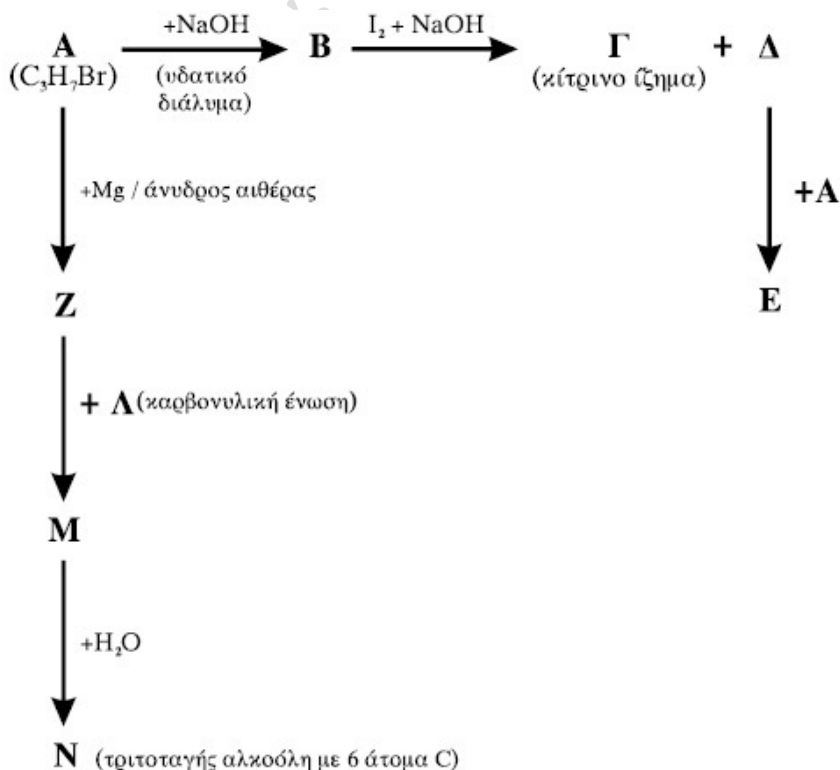 A +NaOH B I₂ + NaOH Γ + Δ
(C₃H₇Br) (υδατικό διάλυμα) (κίτρινο ίζημα)
+Mg / άνυδρος αιθέρας +A
Z E
+ Λ (καρβονυλική ένωση)
M
+H₂O
N (τριτοταγής αλκοόλη με 6 άτομα C)